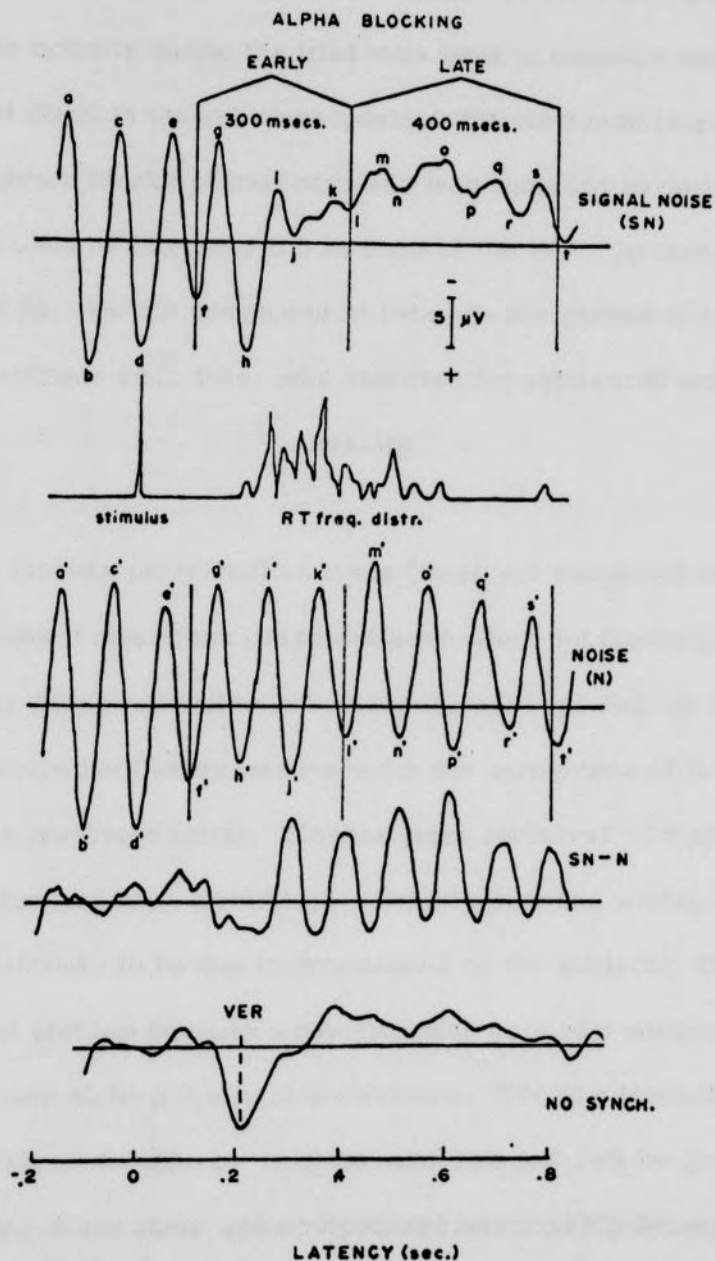 ALPHA BLOCKING
EARLY LATE
300 msecs. 400 msecs.
a c e g
k m n o p q r s
j l t
SIGNAL NOISE
(SN)
f
b d h
−
5 μV
+
stimulus RT freq. distr.
a' c' e' g' i' k' m' o' q' s'
NOISE
(N)
f' h' j' l' n' p' r' t'
b' d'
SN−N
VER
NO SYNCH.
-.2 0 .2 .4 .6 .8
LATENCY (sec.)